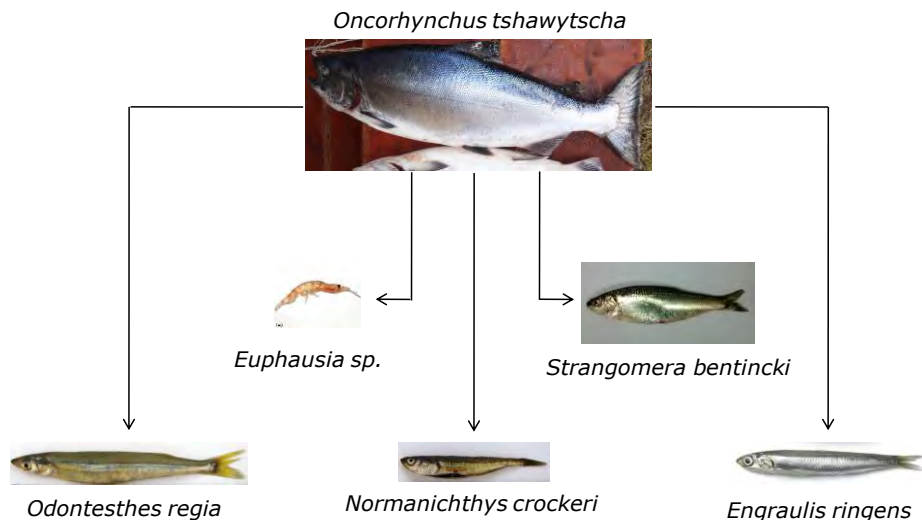 Oncorhynchus tshawytscha
Euphausia sp.
Strangomera bentincki
Odontesthes regia
Normanichthys crockeri
Engraulis ringens